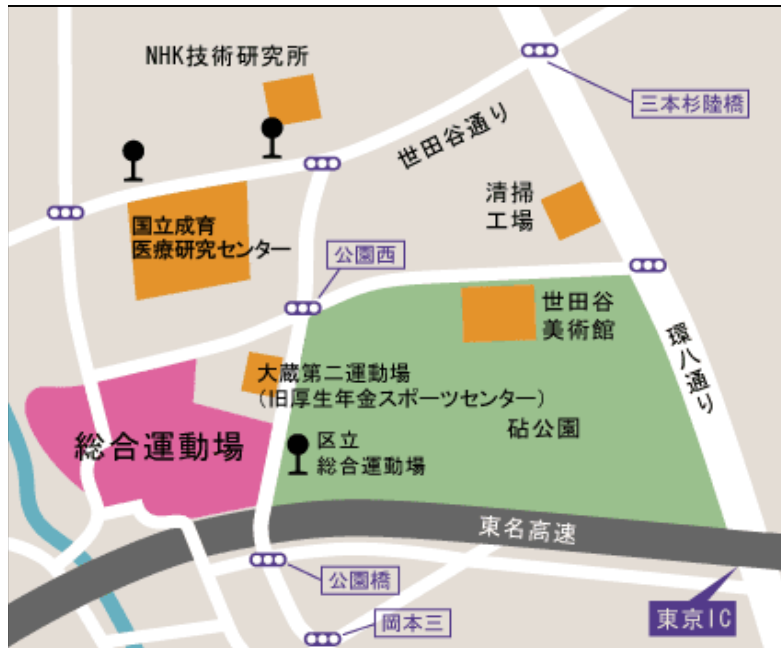 NHK技術研究所
三本杉陸橋
世田谷通り
清掃
工場
国立成育
医療研究センター
公園西
世田谷
美術館
環八通り
大蔵第二運動場
(旧厚生年金スポーツセンター)
砧公園
総合運動場
区立
総合運動場
東名高速
公園橋
東京IC
岡本三